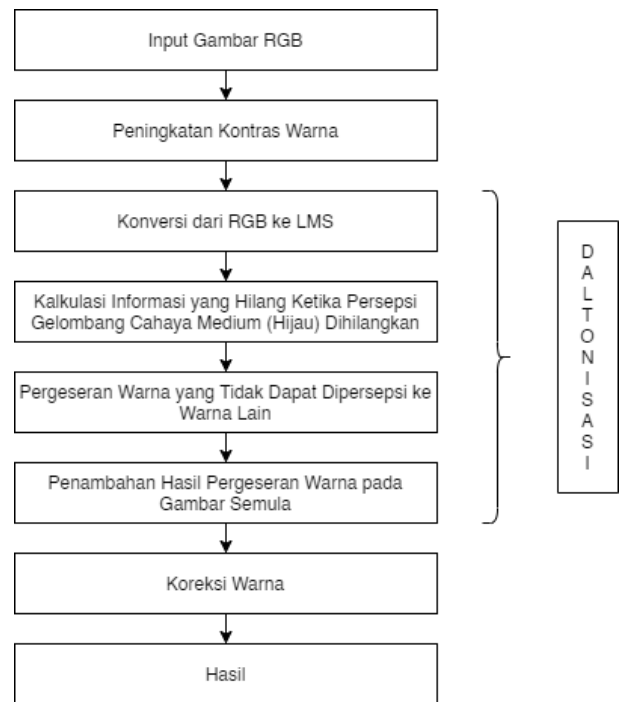 Input Gambar RGB
Peningkatan Kontras Warna
Konversi dari RGB ke LMS
Kalkulasi Informasi yang Hilang Ketika Persepsi
Gelombang Cahaya Medium (Hijau) Dihilangkan
Pergeseran Warna yang Tidak Dapat Dipersepsi ke
Warna Lain
Penambahan Hasil Pergeseran Warna pada
Gambar Semula
Koreksi Warna
Hasil
D
A
L
T
O
N
I
S
A
S
I